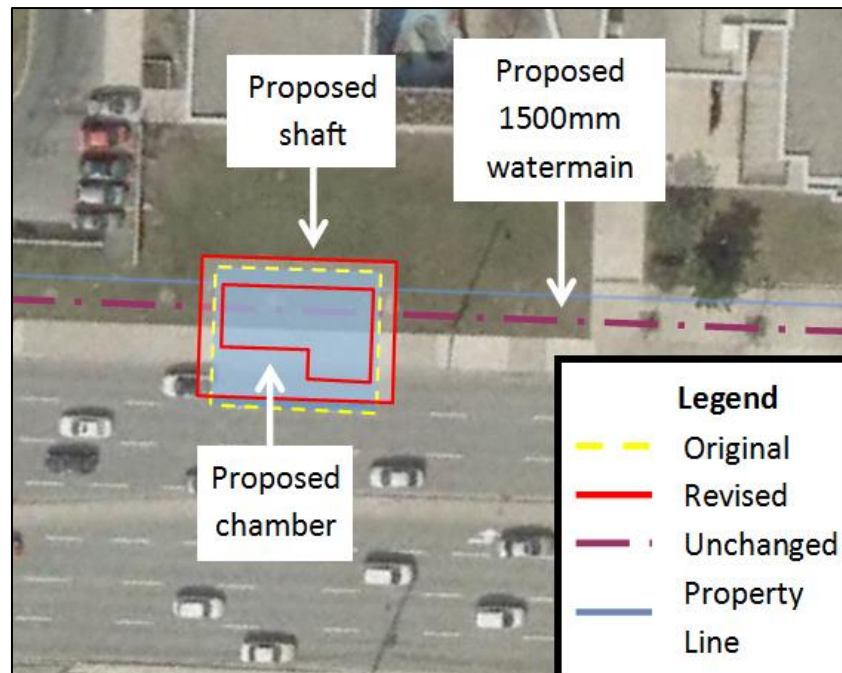 Proposed
shaft
Proposed
1500mm
watermain
Proposed
chamber
Legend
Original
Revised
Unchanged
Property
Line